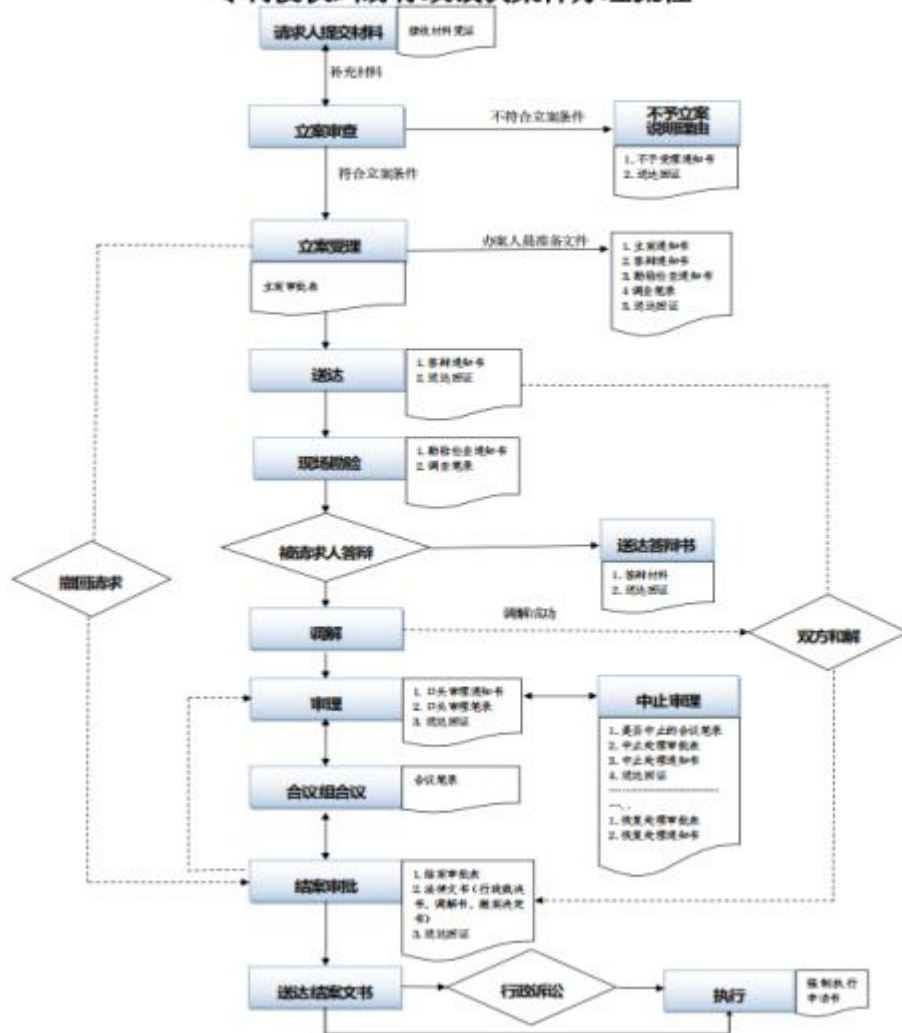 请求人提交材料
接收材料凭证
补充材料
立案审查
不符合立案条件
不予立案
说明理由
1. 不予受理通知书
2. 送达回证
符合立案条件
立案受理
立案审批表
办案人员准备文件
1. 立案通知书
2. 答辩通知书
3. 勘验检查通知书
4 调查笔录
5. 送达回证
送达
1. 答辩通知书
2. 送达回证
现场勘验
1. 勘验检查通知书
2. 调查笔录
被请求人答辩
送达答辩书
1. 答辩材料
2. 送达回证
撤回请求
调解
调解成功
双方和解
审理
1. 口头审理通知书
2. 口头审理笔录
3. 送达回证
中止审理
1. 是否中止的合议笔录
2. 中止处理审批表
3. 中止处理通知书
4. 送达回证
1. 恢复处理审批表
2. 恢复处理通知书
合议组合议
合议笔录
结案审批
1. 结案审批表
2. 法律文书（行政裁决
书、调解书、撤案决定
书）
3. 送达回证
送达结案文书
行政诉讼
执行
强制执行
申请书